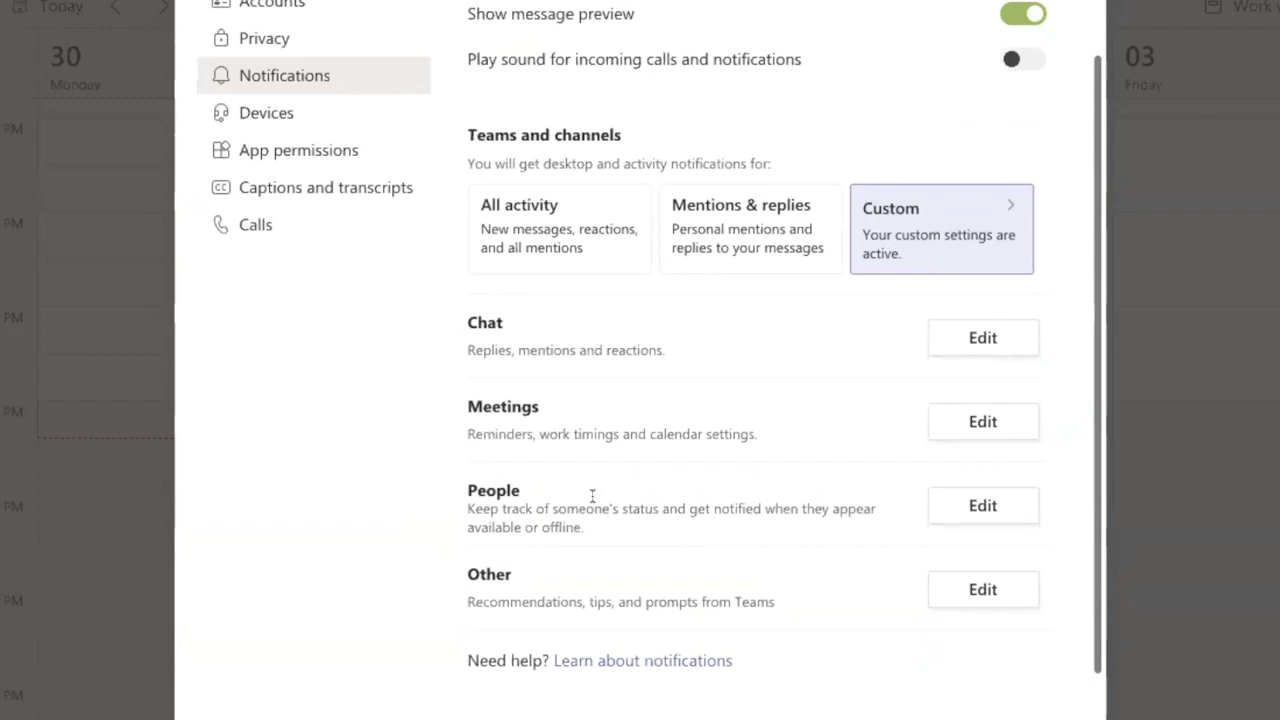 Today
Work
30
Monday
03
Friday
PM
PM
PM
PM
PM
PM
PM
Accounts
Privacy
Notifications
Devices
App permissions
CC Captions and transcripts
Calls
Show message preview
Play sound for incoming calls and notifications
Teams and channels
You will get desktop and activity notifications for:
All activity
New messages, reactions,
and all mentions
Mentions & replies
Personal mentions and
replies to your messages
Custom
Your custom settings are
active.
Chat
Replies, mentions and reactions.
Edit
Meetings
Reminders, work timings and calendar settings.
Edit
People
Keep track of someone's status and get notified when they appear
available or offline.
Edit
Other
Recommendations, tips, and prompts from Teams
Edit
Need help? Learn about notifications